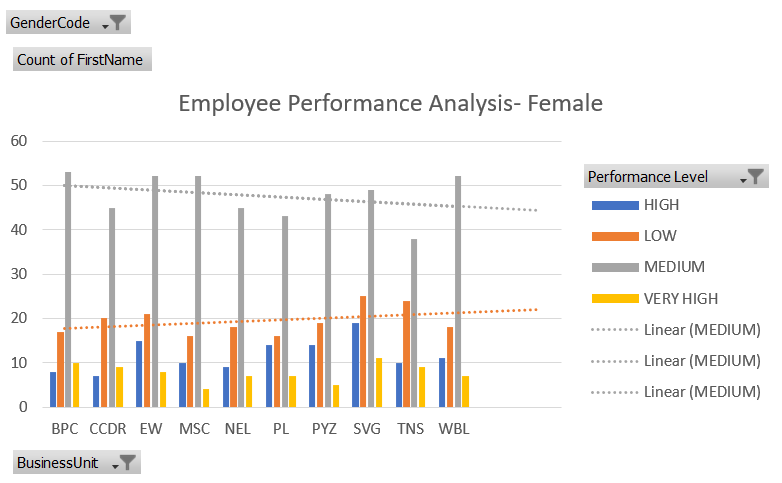 GenderCode
Count of FirstName
Employee Performance Analysis- Female
60
50
40
30
20
10
0
BPC CCDR EW MSC NEL PL PYZ SVG TNS WBL
BusinessUnit
Performance Level
HIGH
LOW
MEDIUM
VERY HIGH
Linear (MEDIUM)
Linear (MEDIUM)
Linear (MEDIUM)